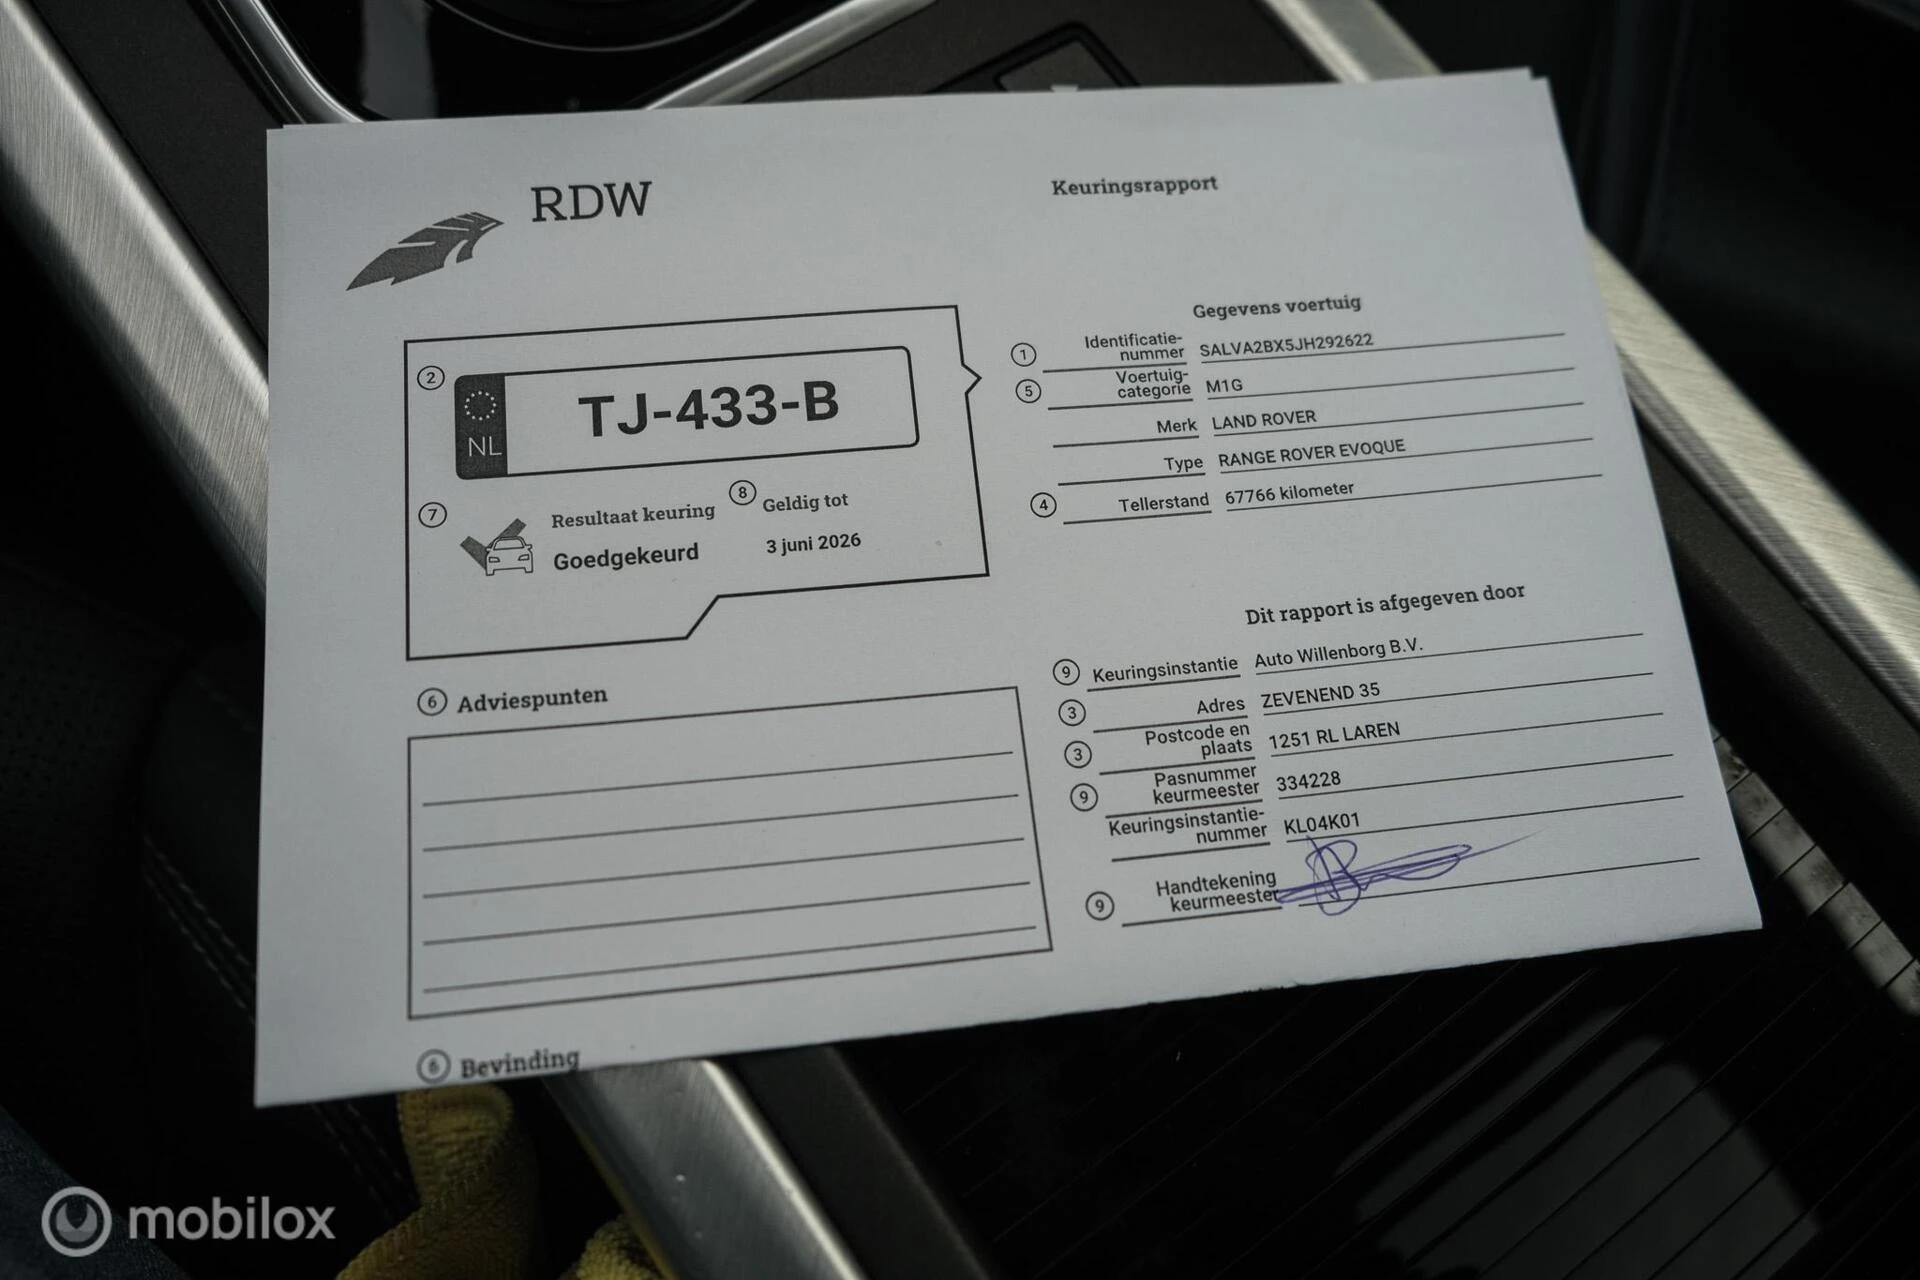 RDW
Keuringsrapport
2
NL
TJ-433-B
7
Resultaat keuring
Goedgekeurd
8
Geldig tot
3 juni 2026
Gegevens voertuig
1
Identificatie-
nummer
SALVA2BX5JH292622
5
Voertuig-
categorie
M1G
Merk LAND ROVER
Type RANGE ROVER EVOQUE
4 Tellerstand 67766 kilometer
6 Adviespunten
Dit rapport is afgegeven door
9 Keuringsinstantie Auto Willenborg B.V.
3 Adres ZEVENEND 35
3
Postcode en
plaats
1251 RL LAREN
9
Pasnummer
keurmeester
334228
Keuringsinstantie-
nummer
KL04K01
9
Handtekening
keurmeester
6 Bevinding
mobilox